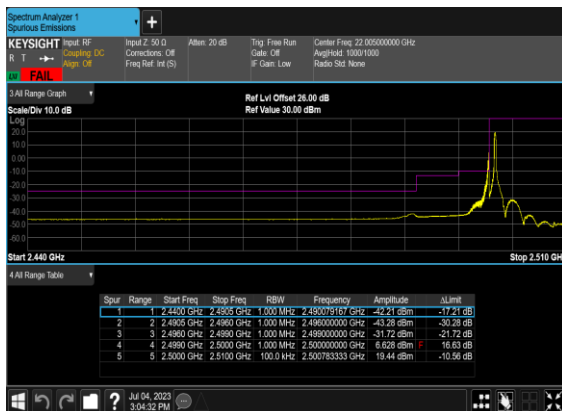 Spectrum Analyzer 1
Spurious Emissions
+
KEYSIGHT Input: RF
R T Coupling: DC
Align: Off
LXI FAIL
Input Z: 50 Ω
Corrections: Off
Freq Ref: Int (S)
Atten: 20 dB
Trig: Free Run
Gate: Off
IF Gain: Low
Center Freq: 22.005000000 GHz
Avg|Hold: 1000/1000
Radio Std: None
3 All Range Graph
Ref Lvl Offset 26.00 dB
Scale/Div 10.0 dB
Ref Value 30.00 dBm
Log
20.0
10.0
0.00
-10.0
-20.0
-30.0
-40.0
-50.0
-60.0
Start 2.440 GHz
Stop 2.510 GH
4 All Range Table
Spur Range Start Freq Stop Freq RBW Frequency Amplitude ΔLimit
1 1 2.4400 GHz 2.4905 GHz 1.000 MHz 2.490079167 GHz -42.21 dBm -17.21 dB
2 2 2.4905 GHz 2.4960 GHz 1.000 MHz 2.496000000 GHz -43.28 dBm -30.28 dB
3 3 2.4960 GHz 2.4990 GHz 1.000 MHz 2.499000000 GHz -31.72 dBm -21.72 dB
4 4 2.4990 GHz 2.5000 GHz 1.000 MHz 2.500000000 GHz 6.628 dBm F 16.63 dB
5 5 2.5000 GHz 2.5100 GHz 100.0 kHz 2.500783333 GHz 19.44 dBm -10.56 dB
?
Jul 04, 2023
3:04:32 PM